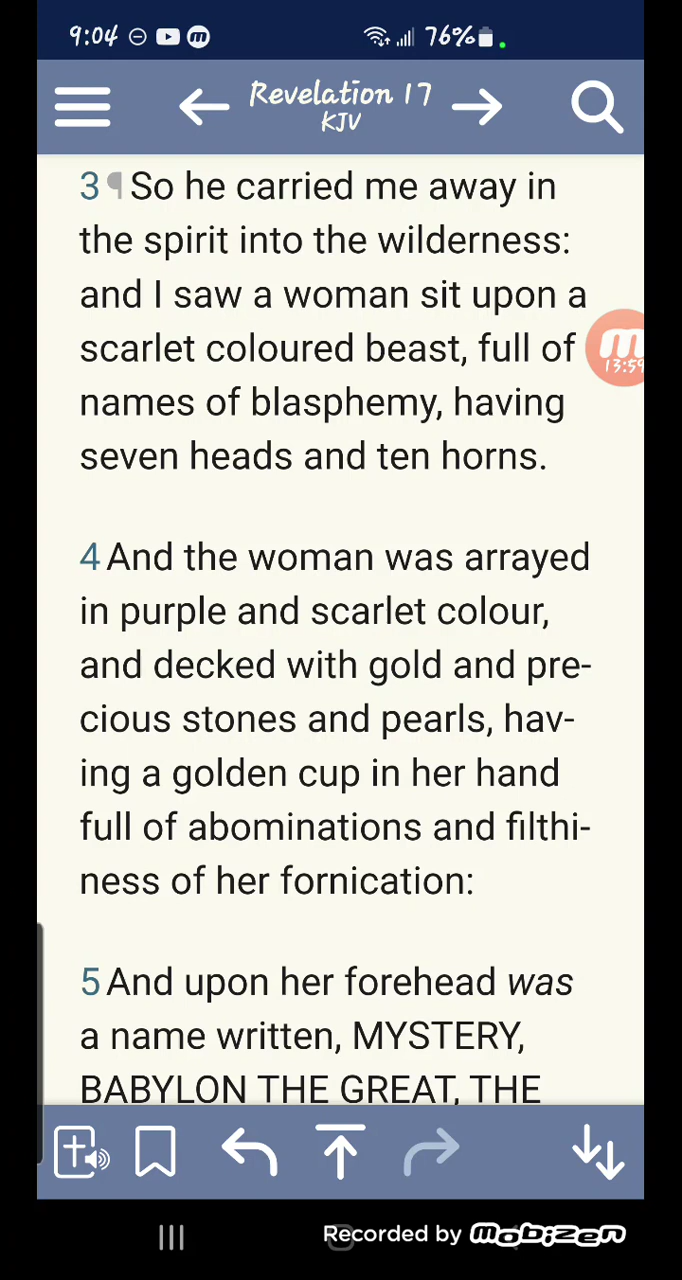 9:04
76%
Revelation 17
KJV
3 ¶ So he carried me away in
the spirit into the wilderness:
and I saw a woman sit upon a
scarlet coloured beast, full of
names of blasphemy, having
seven heads and ten horns.
13:59
4 And the woman was arrayed
in purple and scarlet colour,
and decked with gold and pre-
cious stones and pearls, hav-
ing a golden cup in her hand
full of abominations and filthi-
ness of her fornication:
5 And upon her forehead was
a name written, MYSTERY,
BABYLON THE GREAT, THE
Recorded by mobizen